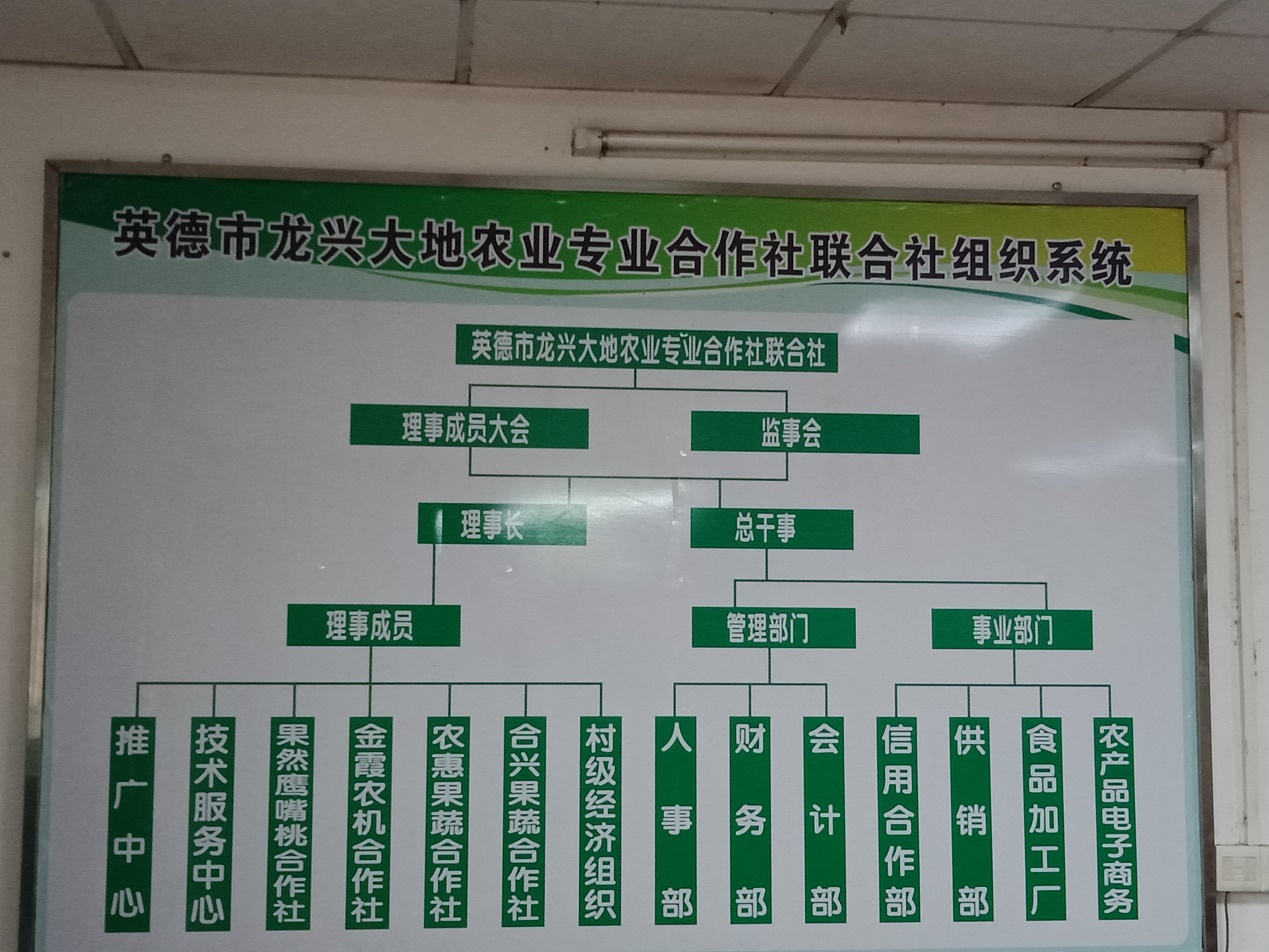 英德市龙兴大地农业专业合作社联合社组织系统
英德市龙兴大地农业专业合作社联合社
理事成员大会
监事会
理事长
总干事
理事成员
管理部门
事业部门
推广中心
技术服务中心
果然鹰嘴桃合作社
金霞农机合作社
农惠果蔬合作社
合兴果蔬合作社
村级经济组织
人事部
财务部
会计部
信用合作部
供销部
食品加工厂
农产品电子商务